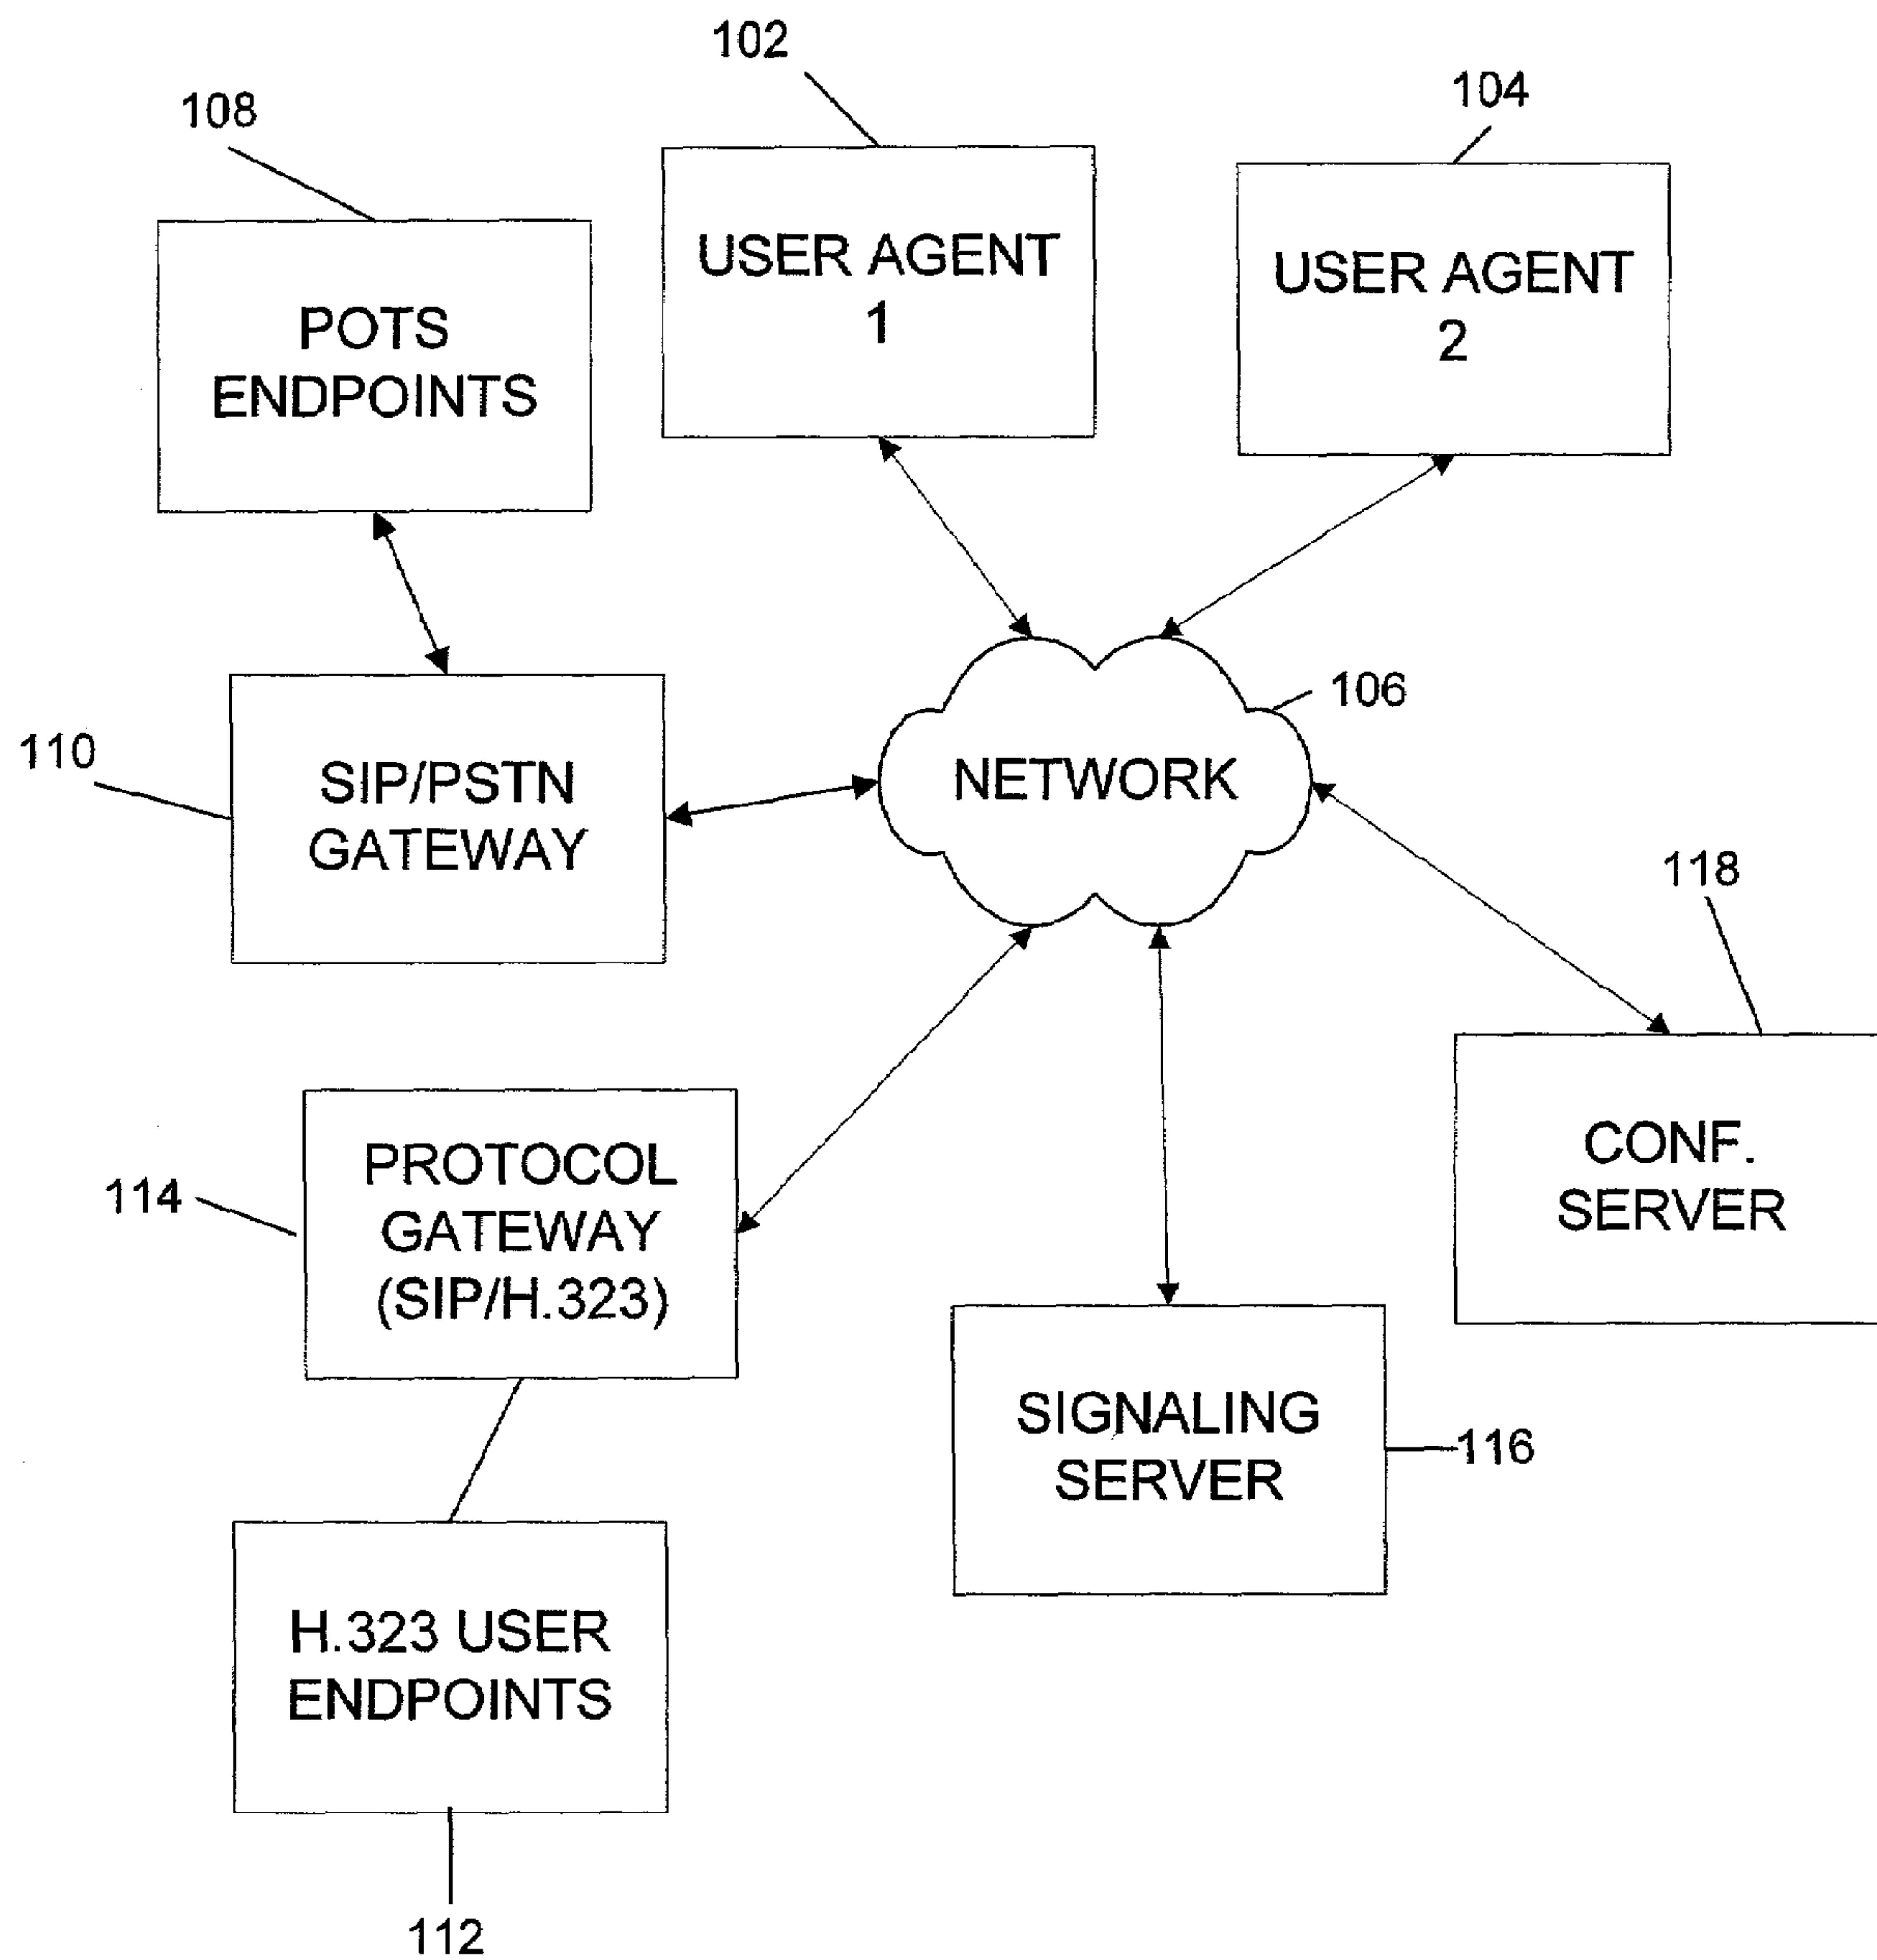 102
104
108
USER AGENT
1
USER AGENT
2
POTS
ENDPOINTS
106
110
SIP/PSTN
GATEWAY
NETWORK
118
114
PROTOCOL
GATEWAY
(SIP/H.323)
CONF.
SERVER
SIGNALING
SERVER
116
H.323 USER
ENDPOINTS
112